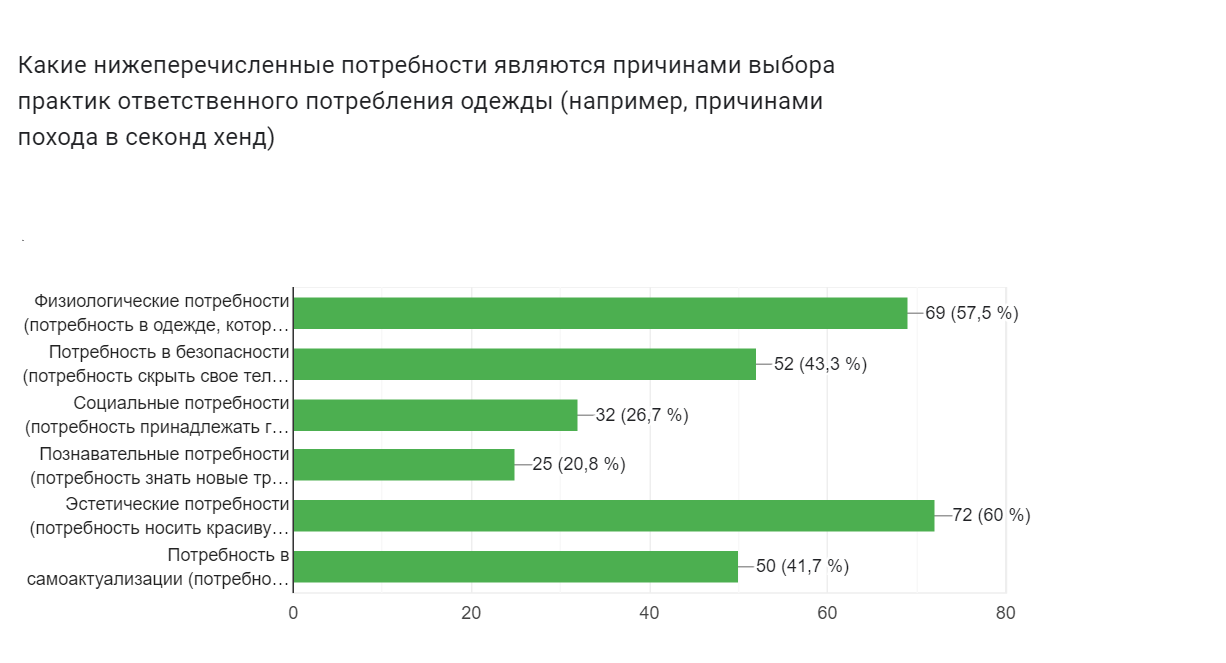 Какие нижеперечисленные потребности являются причинами выбора
практик ответственного потребления одежды (например, причинами
похода в секонд хенд)
.
Физиологические потребности
(потребность в одежде, котор…
69 (57,5 %)
Потребность в безопасности
(потребность скрыть свое тел…
52 (43,3 %)
Социальные потребности
(потребность принадлежать г…
32 (26,7 %)
Познавательные потребности
(потребность знать новые тр…
25 (20,8 %)
Эстетические потребности
(потребность носить красиву…
72 (60 %)
Потребность в
самоактуализации (потребно…
50 (41,7 %)
0 20 40 60 80